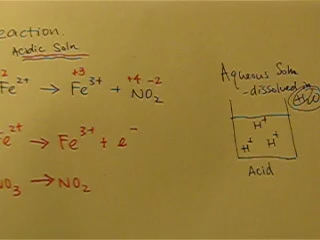 eaction.
Acidic Soln
2 +3 +4 -2
Fe²⁺ → Fe³⁺ + NO₂
e²⁺ → Fe³⁺ + e⁻
NO₃ → NO₂
Aqueous Soln
- dissolved in
H₂O
H⁺
H⁺ H⁺
Acid